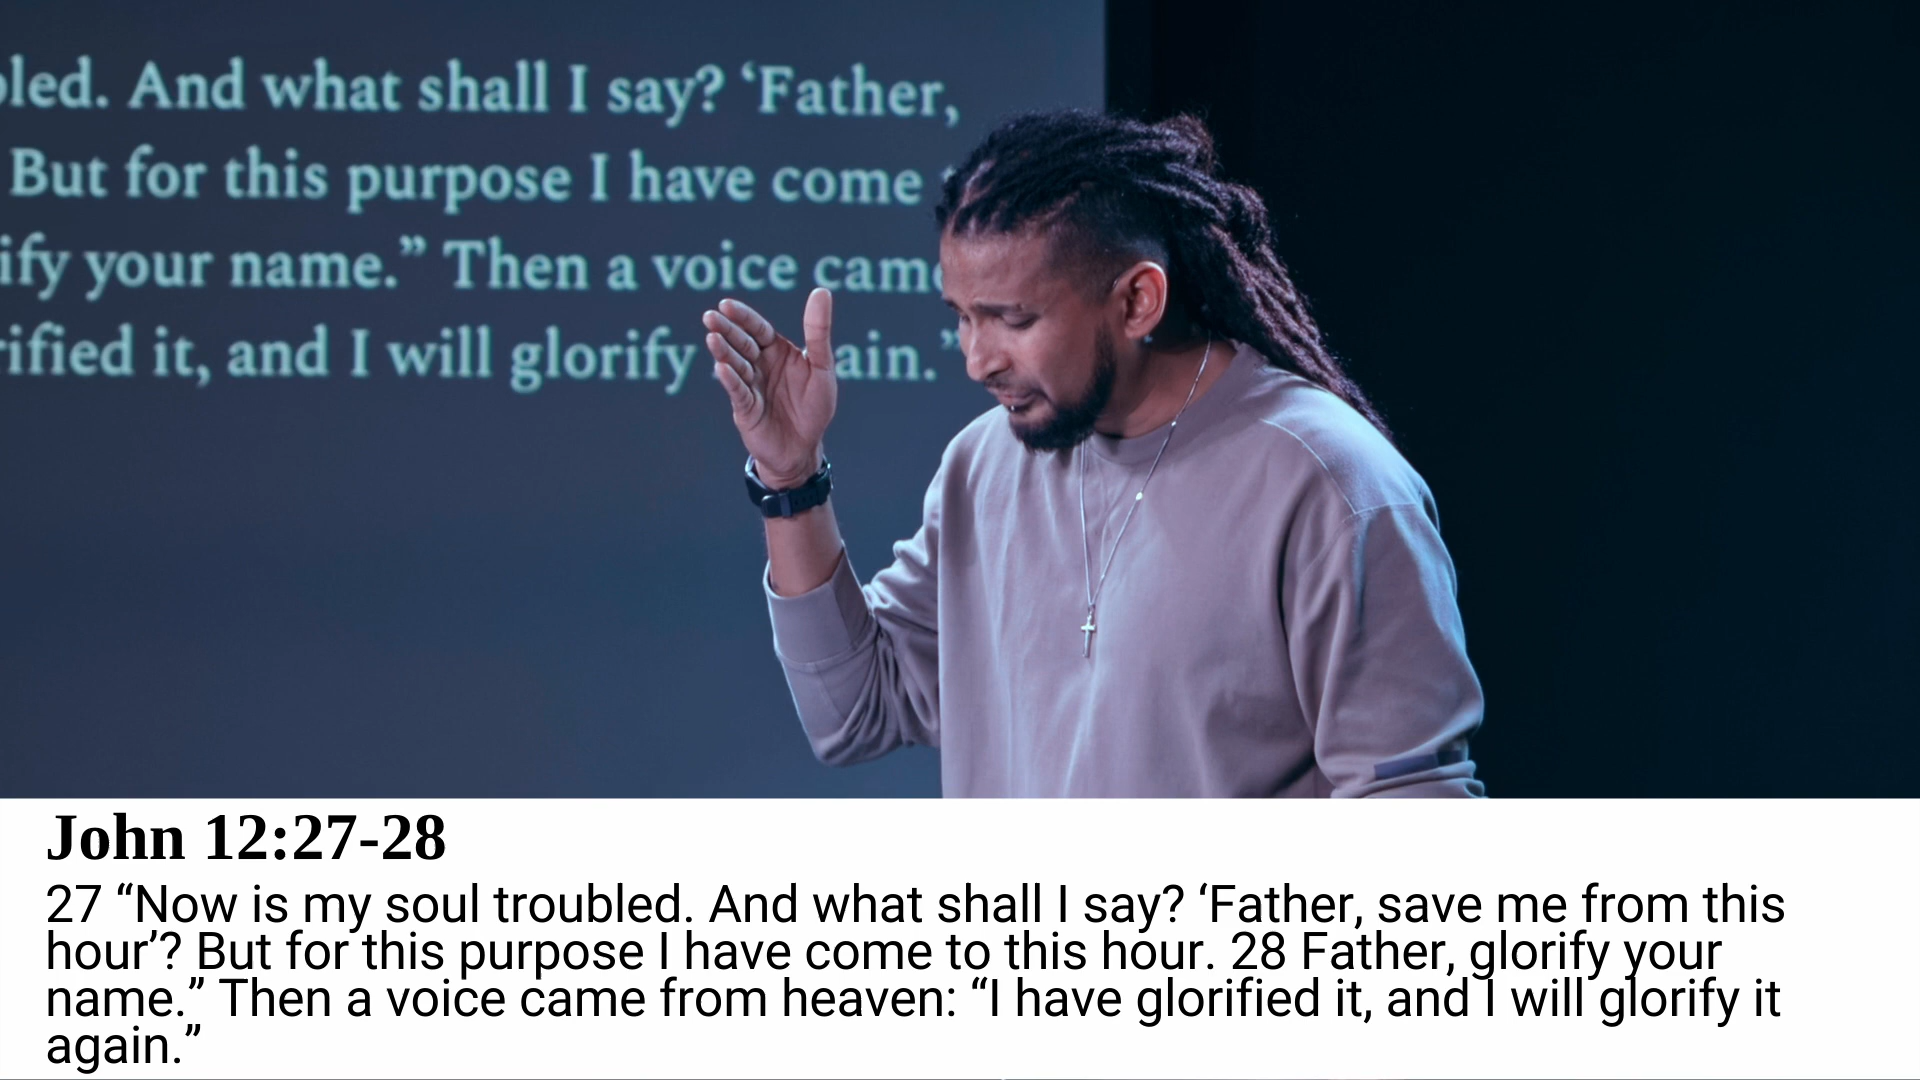 bled. And what shall I say? ‘Father,
But for this purpose I have come
ify your name.” Then a voice came
rified it, and I will glorify ain.”
John 12:27-28
27 “Now is my soul troubled. And what shall I say? ‘Father, save me from this
hour’? But for this purpose I have come to this hour. 28 Father, glorify your
name.” Then a voice came from heaven: “I have glorified it, and I will glorify it
again.”